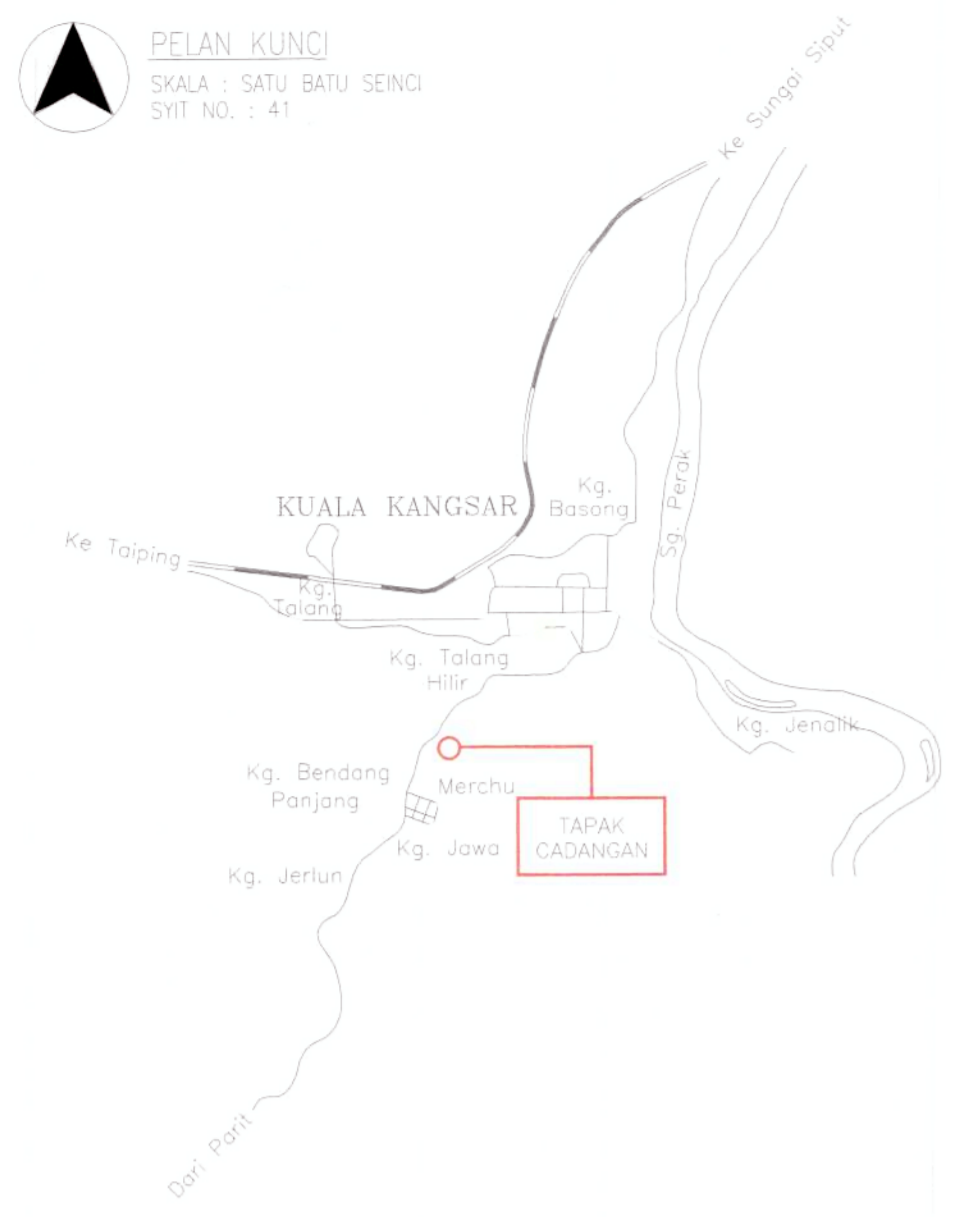 PELAN KUNCI
SKALA : SATU BATU SEINCI
SYIT NO. : 41
Ke Sungai Siput
Sg. Perak
Kg.
Basong
KUALA KANGSAR
Ke Taiping
Kg.
Talang
Kg. Talang
Hilir
Kg. Jenalik
Kg. Bendang
Panjang
Merchu
TAPAK
CADANGAN
Kg. Jawa
Kg. Jerlun
Dari Parit